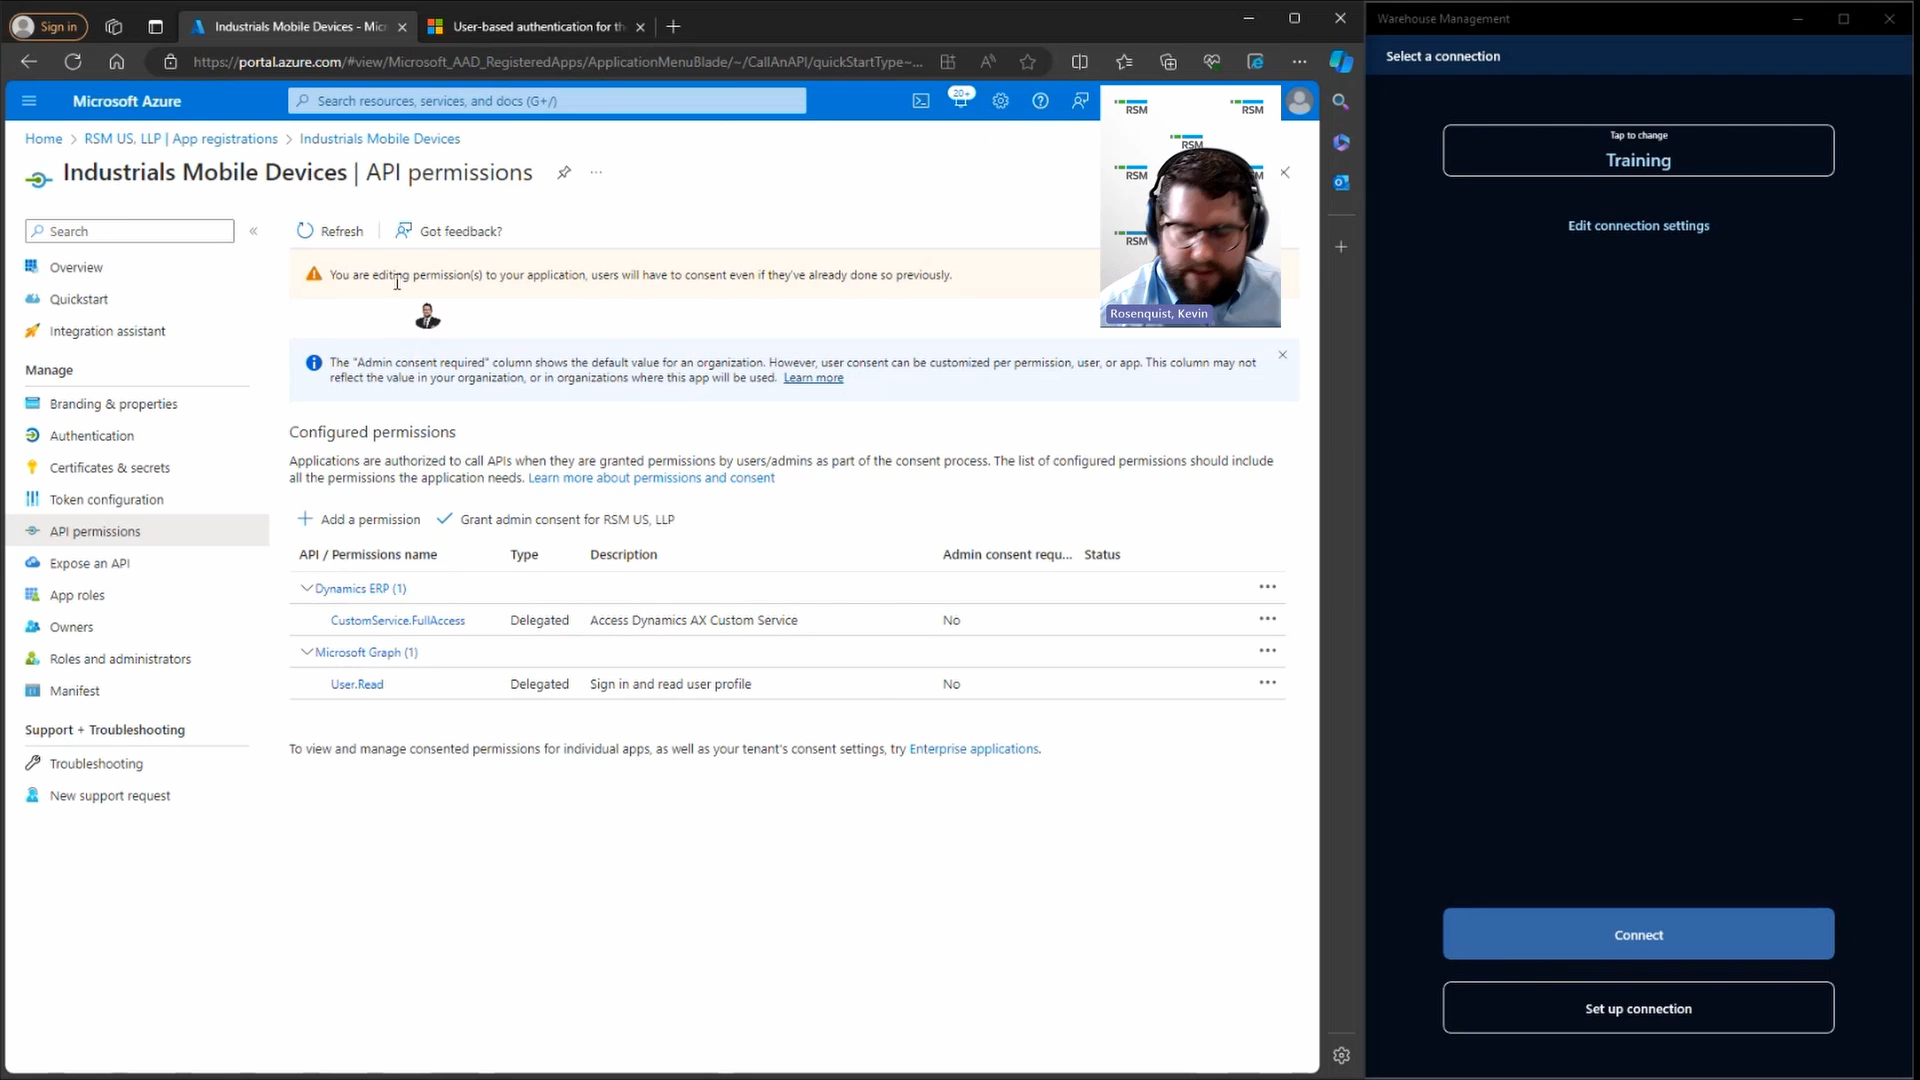 Sign in
Industrials Mobile Devices - Micr
User-based authentication for th
https://portal.azure.com/#view/Microsoft_AAD_RegisteredApps/ApplicationMenuBlade/~/CallAnAPI/quickStartType~...
Microsoft Azure
Search resources, services, and docs (G+/)
20+
Home > RSM US, LLP | App registrations > Industrials Mobile Devices
Industrials Mobile Devices | API permissions
Search
Refresh
Got feedback?
You are editing permission(s) to your application, users will have to consent even if they've already done so previously.
RSM
RSM
RSM
RSM
RSM
Rosenquist, Kevin
Overview
Quickstart
Integration assistant
Manage
Branding & properties
Authentication
Certificates & secrets
Token configuration
API permissions
Expose an API
App roles
Owners
Roles and administrators
Manifest
Support + Troubleshooting
Troubleshooting
New support request
The "Admin consent required" column shows the default value for an organization. However, user consent can be customized per permission, user, or app. This column may not
reflect the value in your organization, or in organizations where this app will be used. Learn more
Configured permissions
Applications are authorized to call APIs when they are granted permissions by users/admins as part of the consent process. The list of configured permissions should include
all the permissions the application needs. Learn more about permissions and consent
Add a permission
Grant admin consent for RSM US, LLP
API / Permissions name Type Description Admin consent requ... Status
Dynamics ERP (1)
CustomService.FullAccess Delegated Access Dynamics AX Custom Service No
Microsoft Graph (1)
User.Read Delegated Sign in and read user profile No
To view and manage consented permissions for individual apps, as well as your tenant's consent settings, try Enterprise applications.
Warehouse Management
Select a connection
Tap to change
Training
Edit connection settings
Connect
Set up connection